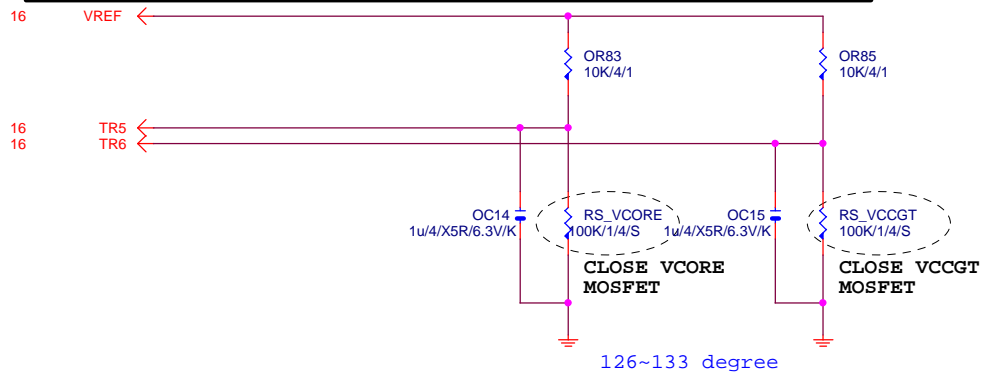 16 VREF
OR83
10K/4/1
OR85
10K/4/1
16 TR5
16 TR6
OC14
1u/4/X5R/6.3V/K
RS_VCORE
100K/1/4/S
OC15
1u/4/X5R/6.3V/K
RS_VCCGT
100K/1/4/S
CLOSE VCORE
MOSFET
CLOSE VCCGT
MOSFET
126~133 degree